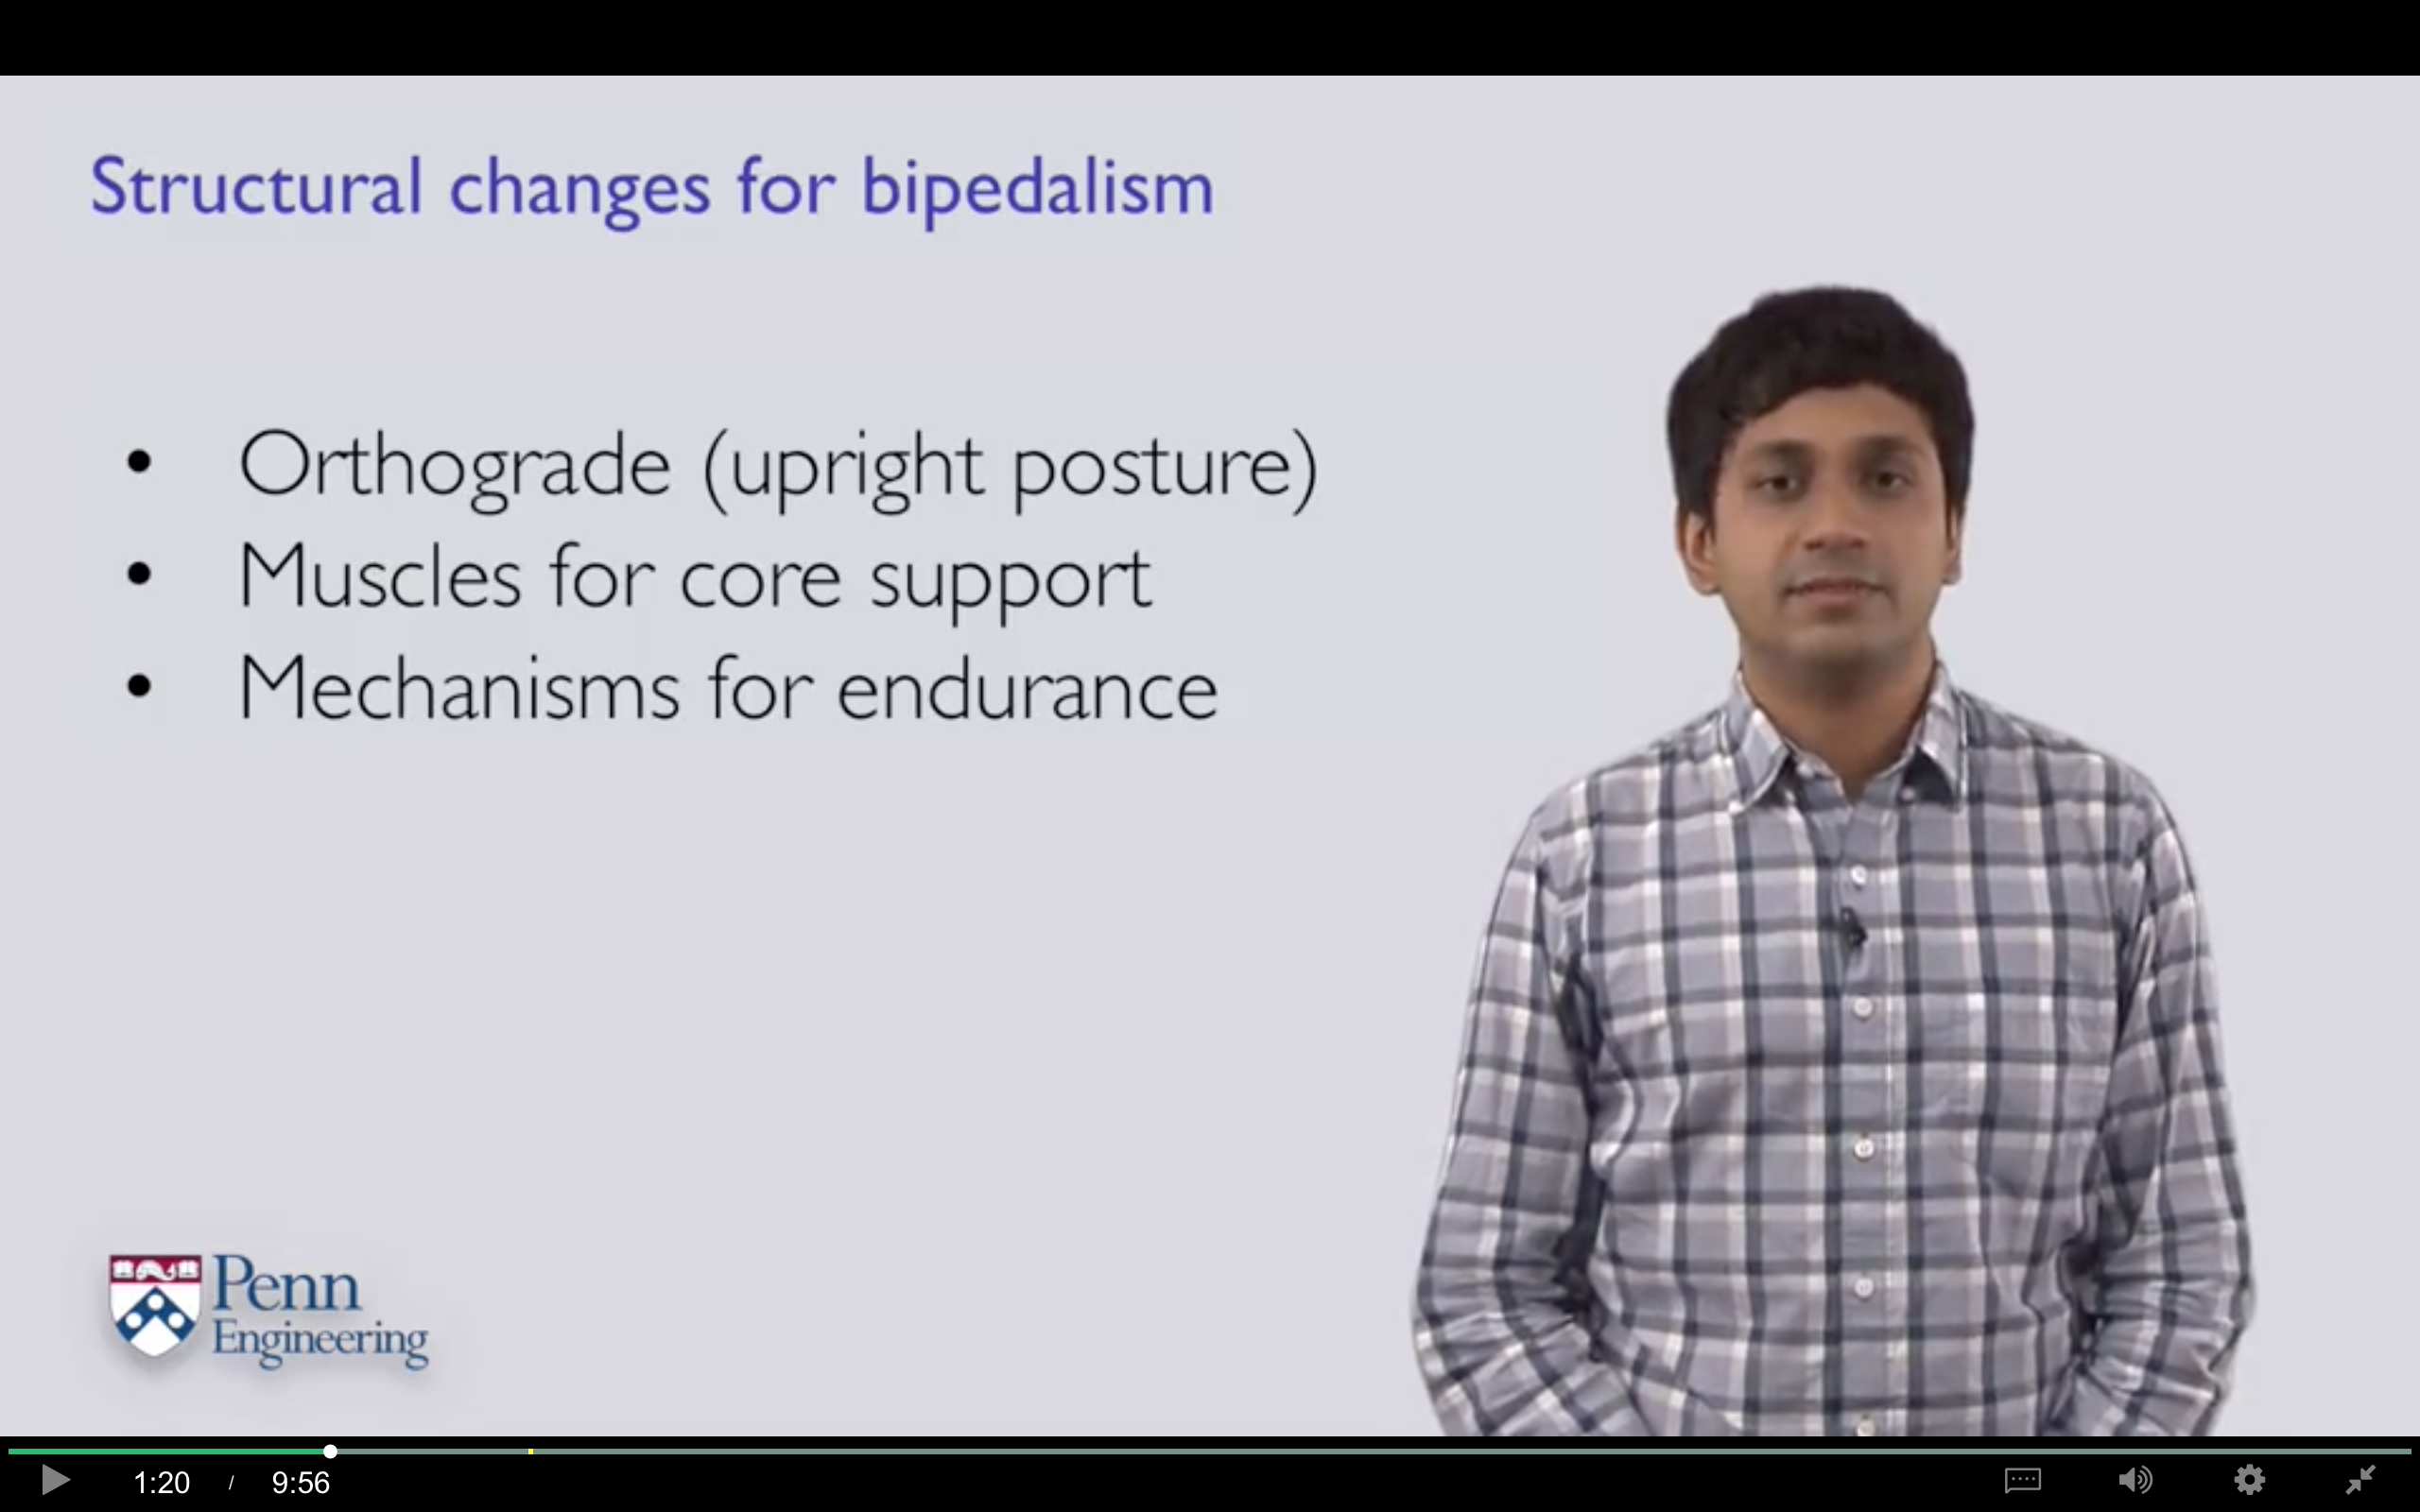 Structural changes for bipedalism
• Orthograde (upright posture)
• Muscles for core support
• Mechanisms for endurance
Penn
Engineering
1:20 / 9:56